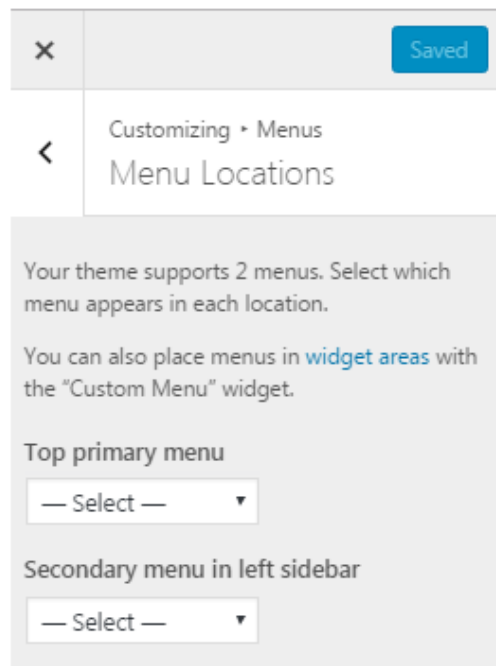 Saved
Customizing ‣ Menus
Menu Locations
Your theme supports 2 menus. Select which
menu appears in each location.
You can also place menus in widget areas with
the “Custom Menu” widget.
Top primary menu
— Select —
Secondary menu in left sidebar
— Select —